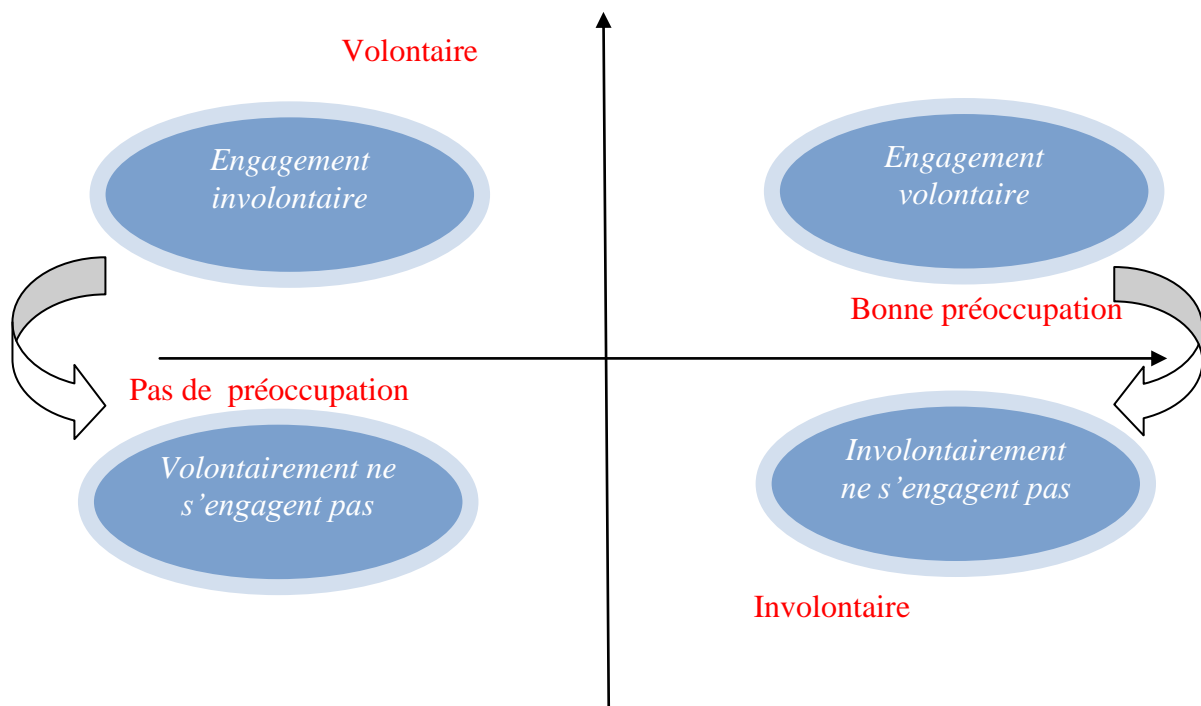 Volontaire
Engagement
involontaire
Engagement
volontaire
Bonne préoccupation
Pas de  préoccupation
Volontairement ne
s’engagent pas
Involontairement
ne s’engagent pas
Involontaire